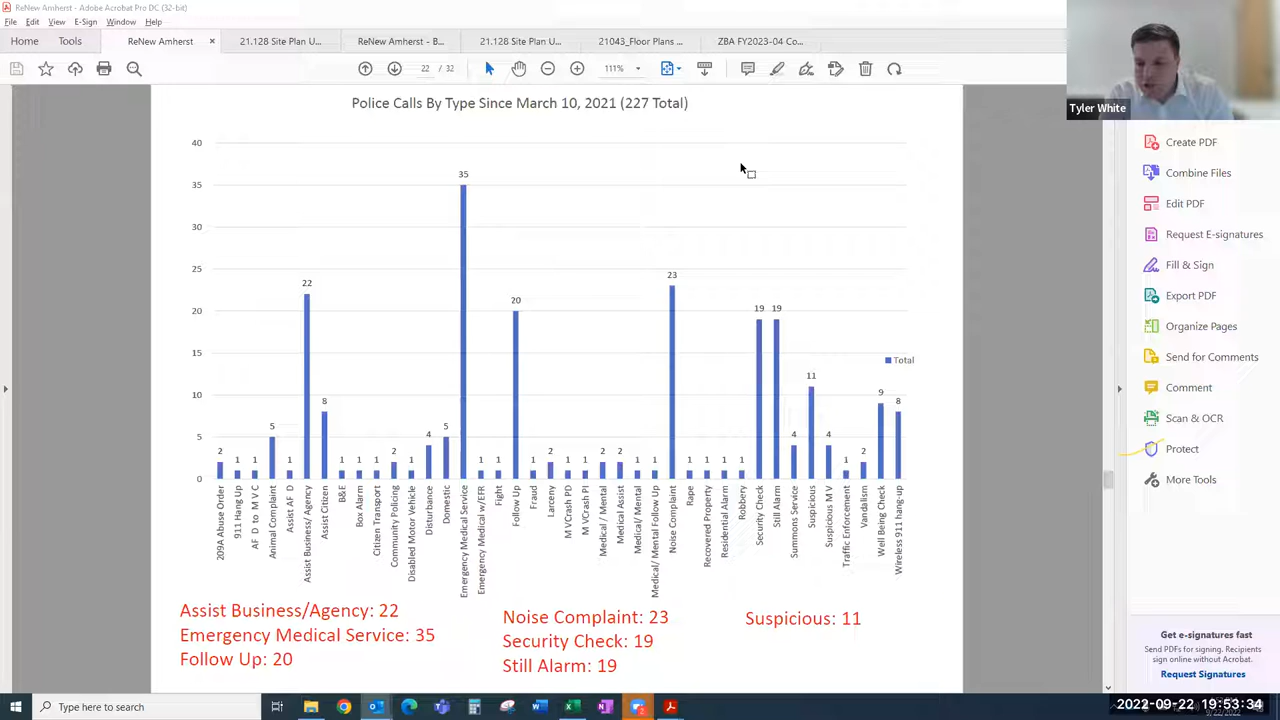 ReNew Amherst - Adobe Acrobat Pro DC (32-bit)
File Edit View E-Sign Window Help
Home Tools ReNew Amherst × 21.128 Site Plan U... ReNew Amherst - B... 21.128 Site Plan U... 21043_Floor Plans ... ZBA FY2023-04 Co...
22 / 32 111%
Tyler White
Police Calls By Type Since March 10, 2021 (227 Total)
40
35
30
25
20
15
10
5
0
2 1 1 5 1 22 8 1 1 1 2 1 4 5 35 1 1 20 1 2 1 1 2 2 1 1 23 1 1 1 1 19 19 4 11 4 1 2 9 8
Total
209A Abuse Order
911 Hang Up
AF D to M V C
Animal Complaint
Assist AF D
Assist Business/ Agency
Assist Citizen
B&E
Box Alarm
Citizen Transport
Community Policing
Disabled Motor Vehicle
Disturbance
Domestic
Emergency Medical Service
Emergency Medical w/EFR
Fight
Follow Up
Fraud
Larceny
M VCrash PD
M VCrash PI
Medical / Mental
Medical Assist
Medical/ Mental
Medical/ Mental Follow Up
Noise Complaint
Rape
Recovered Property
Residential Alarm
Robbery
Security Check
Still Alarm
Summons Service
Suspicious
Suspicious M V
Traffic Enforcement
Vandalism
Well Being Check
Wireless 911 hang-up
Assist Business/Agency: 22
Emergency Medical Service: 35
Follow Up: 20
Noise Complaint: 23
Security Check: 19
Still Alarm: 19
Suspicious: 11
Create PDF
Combine Files
Edit PDF
Request E-signatures
Fill & Sign
Export PDF
Organize Pages
Send for Comments
Comment
Scan & OCR
Protect
More Tools
Get e-signatures fast
Send PDFs for signing. Recipients
sign online without Acrobat.
Request Signatures
Type here to search
2022-09-22 19:53:34